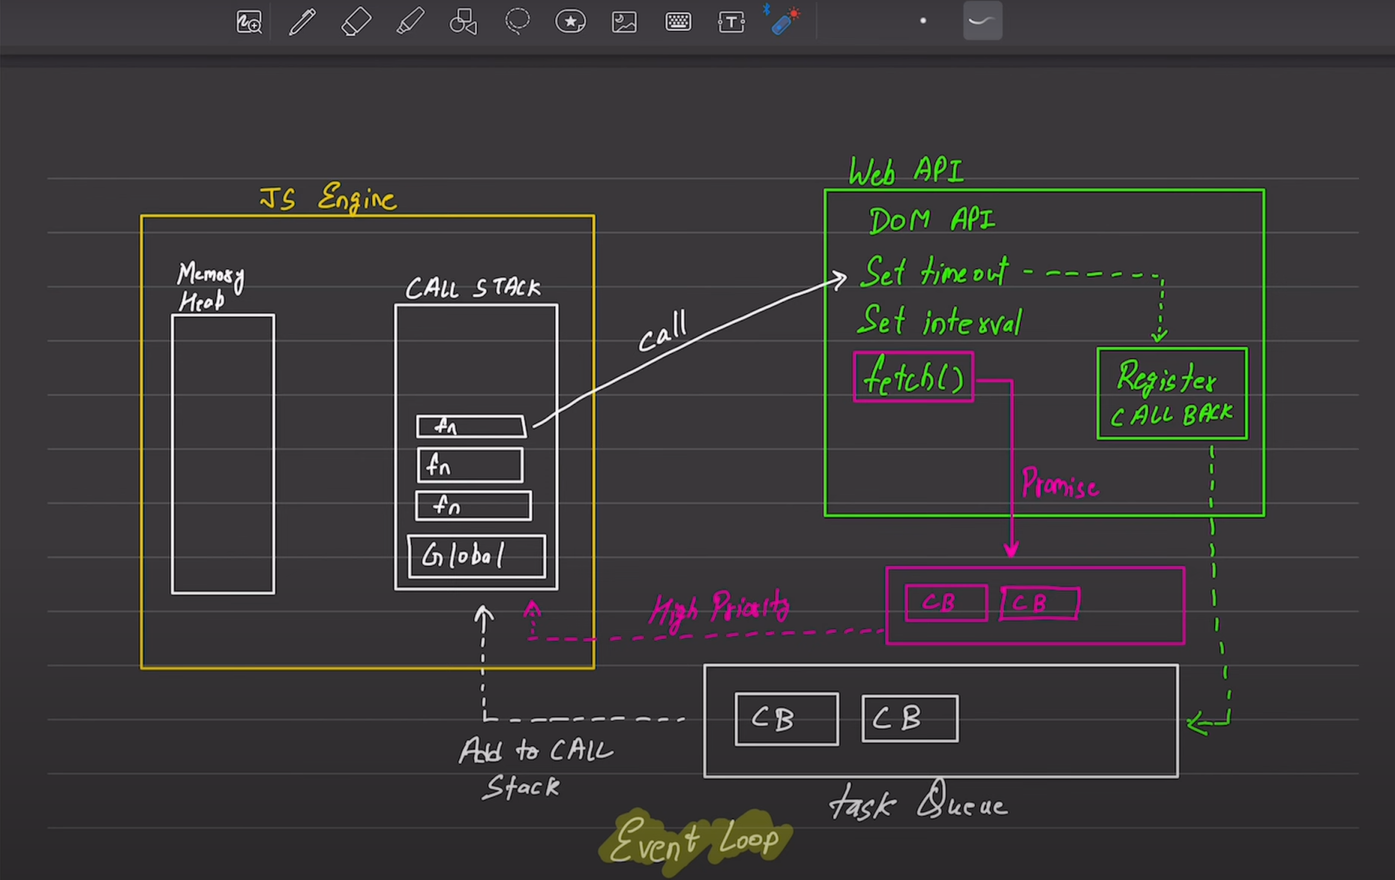 JS Engine
Memory
Heap
CALL STACK
fn
fn
fn
Global
call
Web API
DOM API
Set timeout
Set interval
fetch()
Register
CALL BACK
Promise
CB
CB
High Priority
CB
CB
Add to CALL
Stack
task Queue
Event Loop
T